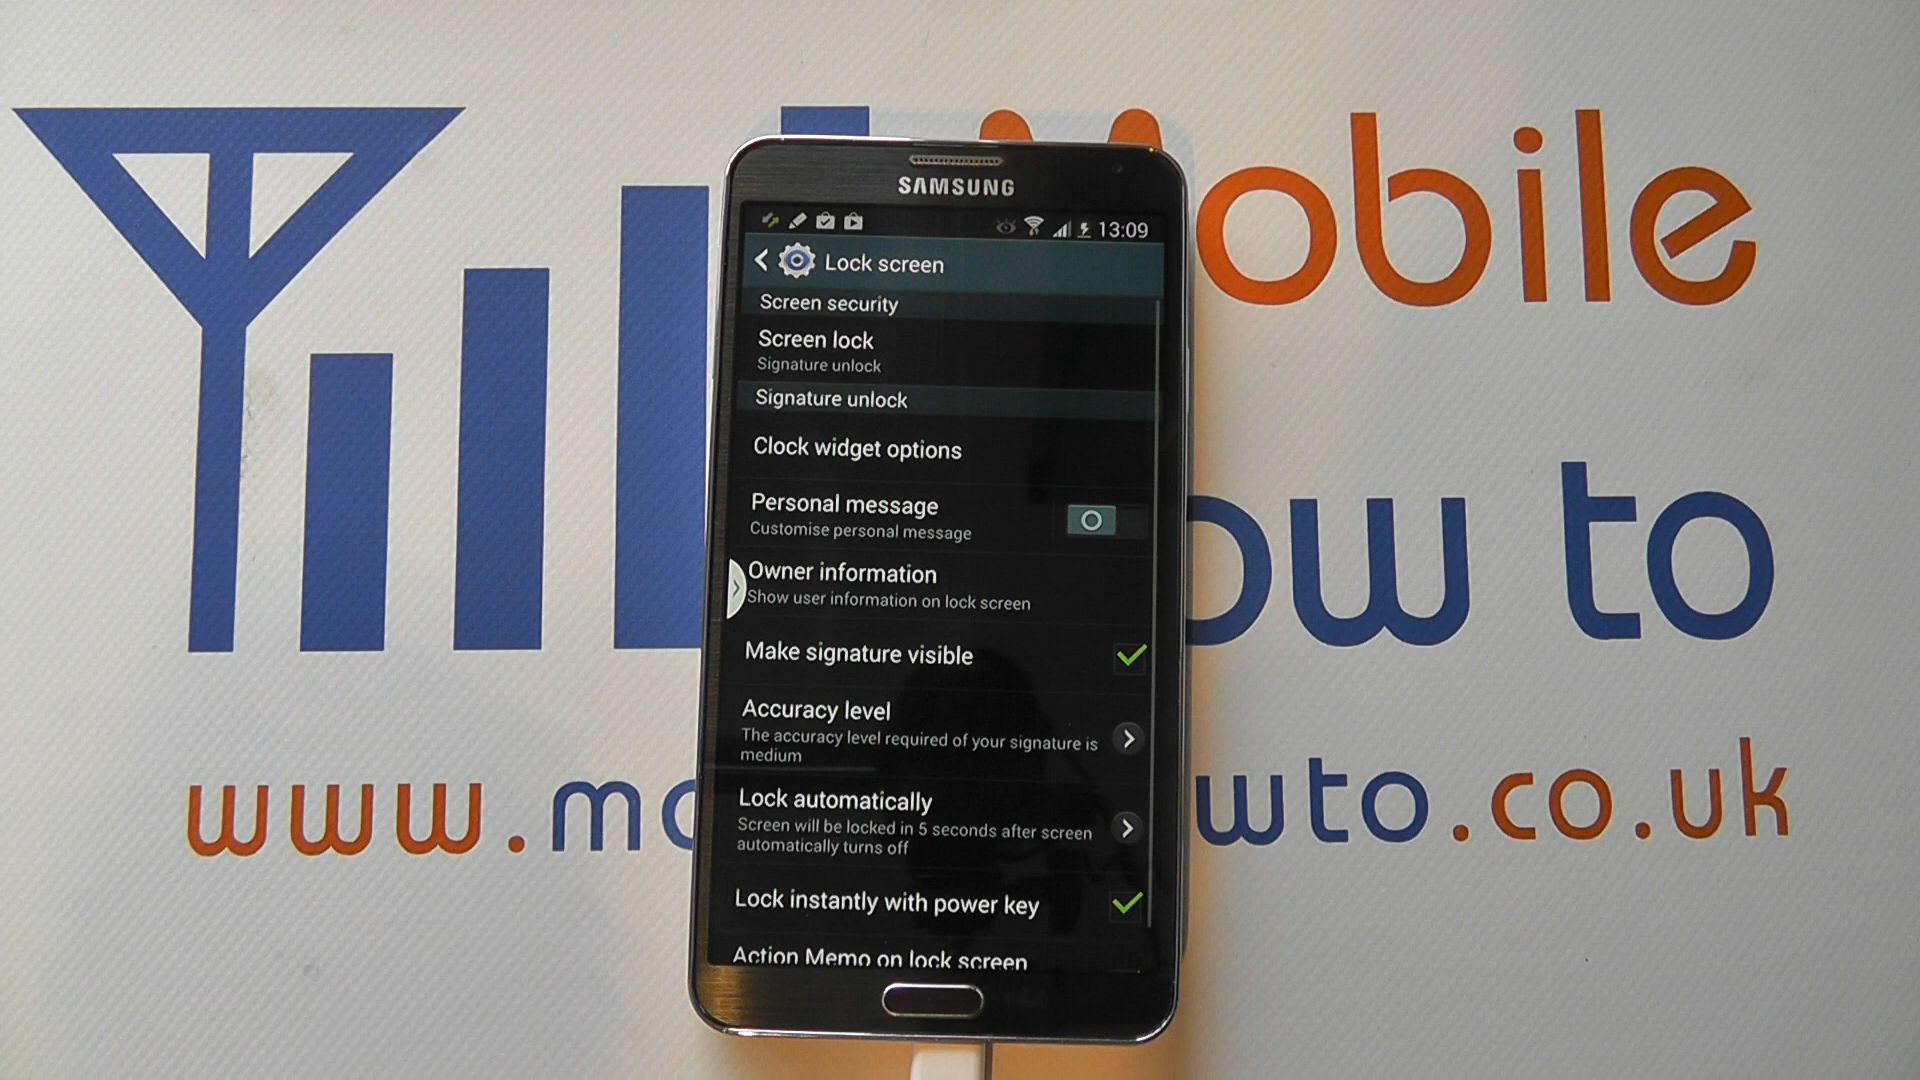 Mobile
ow to
www.mo wto.co.uk
SAMSUNG
13:09
Lock screen
Screen security
Screen lock
Signature unlock
Signature unlock
Clock widget options
Personal message
Customise personal message
Owner information
Show user information on lock screen
Make signature visible
Accuracy level
The accuracy level required of your signature is
medium
Lock automatically
Screen will be locked in 5 seconds after screen
automatically turns off
Lock instantly with power key
Action Memo on lock screen